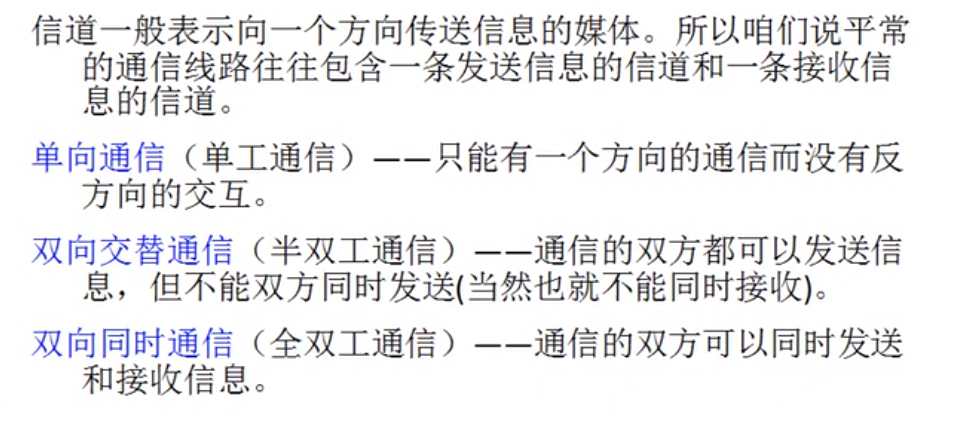 信道一般表示向一个方向传送信息的媒体。所以咱们说平常
的通信线路往往包含一条发送信息的信道和一条接收信
息的信道。
单向通信（单工通信）——只能有一个方向的通信而没有反
方向的交互。
双向交替通信（半双工通信）——通信的双方都可以发送信
息，但不能双方同时发送(当然也就不能同时接收)。
双向同时通信（全双工通信）——通信的双方可以同时发送
和接收信息。